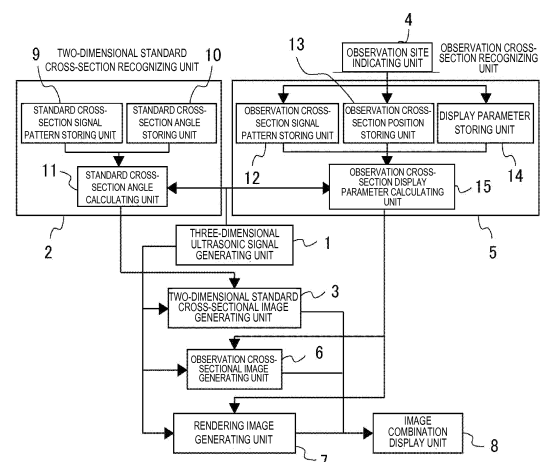 4
9
TWO-DIMENSIONAL STANDARD
CROSS-SECTION RECOGNIZING UNIT
10
13
OBSERVATION SITE
INDICATING UNIT
OBSERVATION CROSS-
SECTION RECOGNIZING
UNIT
STANDARD CROSS-
SECTION SIGNAL
PATTERN STORING UNIT
STANDARD CROSS-
SECTION ANGLE
STORING UNIT
OBSERVATION CROSS-
SECTION SIGNAL
PATTERN STORING UNIT
OBSERVATION CROSS-
SECTION POSITION
STORING UNIT
DISPLAY PARAMETER
STORING UNIT
11
STANDARD CROSS-
SECTION ANGLE
CALCULATING UNIT
12
OBSERVATION CROSS-
SECTION DISPLAY
PARAMETER CALCULATING
UNIT
14
15
2
THREE-DIMENSIONAL
ULTRASONIC SIGNAL
GENERATING UNIT
1
5
TWO-DIMENSIONAL STANDARD
CROSS-SECTIONAL IMAGE
GENERATING UNIT
3
OBSERVATION CROSS-
SECTIONAL IMAGE
GENERATING UNIT
6
RENDERING IMAGE
GENERATING UNIT
7
IMAGE
COMBINATION
DISPLAY UNIT
8